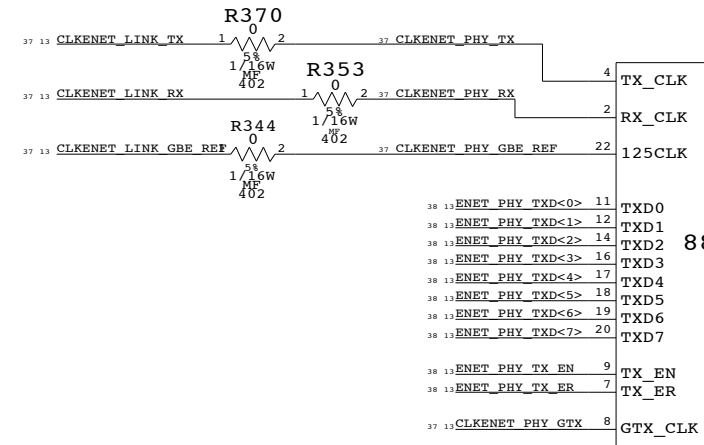 R370
0
37 13 CLKENET_LINK_TX 1 2 37 CLKENET_PHY_TX
5%
1/16W
MF
402
4 TX_CLK
R353
0
37 13 CLKENET_LINK_RX 1 2 37 CLKENET_PHY_RX
5%
1/16W
MF
402
2 RX_CLK
R344
0
37 13 CLKENET_LINK_GBE_REF 1 2 37 CLKENET_PHY_GBE_REF 22 125CLK
5%
1/16W
MF
402
38 13 ENET_PHY_TXD<0> 11 TXD0
38 13 ENET_PHY_TXD<1> 12 TXD1
38 13 ENET_PHY_TXD<2> 14 TXD2 88
38 13 ENET_PHY_TXD<3> 16 TXD3
38 13 ENET_PHY_TXD<4> 17 TXD4
38 13 ENET_PHY_TXD<5> 18 TXD5
38 13 ENET_PHY_TXD<6> 19 TXD6
38 13 ENET_PHY_TXD<7> 20 TXD7
38 13 ENET_PHY_TX_EN 9 TX_EN
38 13 ENET_PHY_TX_ER 7 TX_ER
37 13 CLKENET_PHY_GTX 8 GTX_CLK